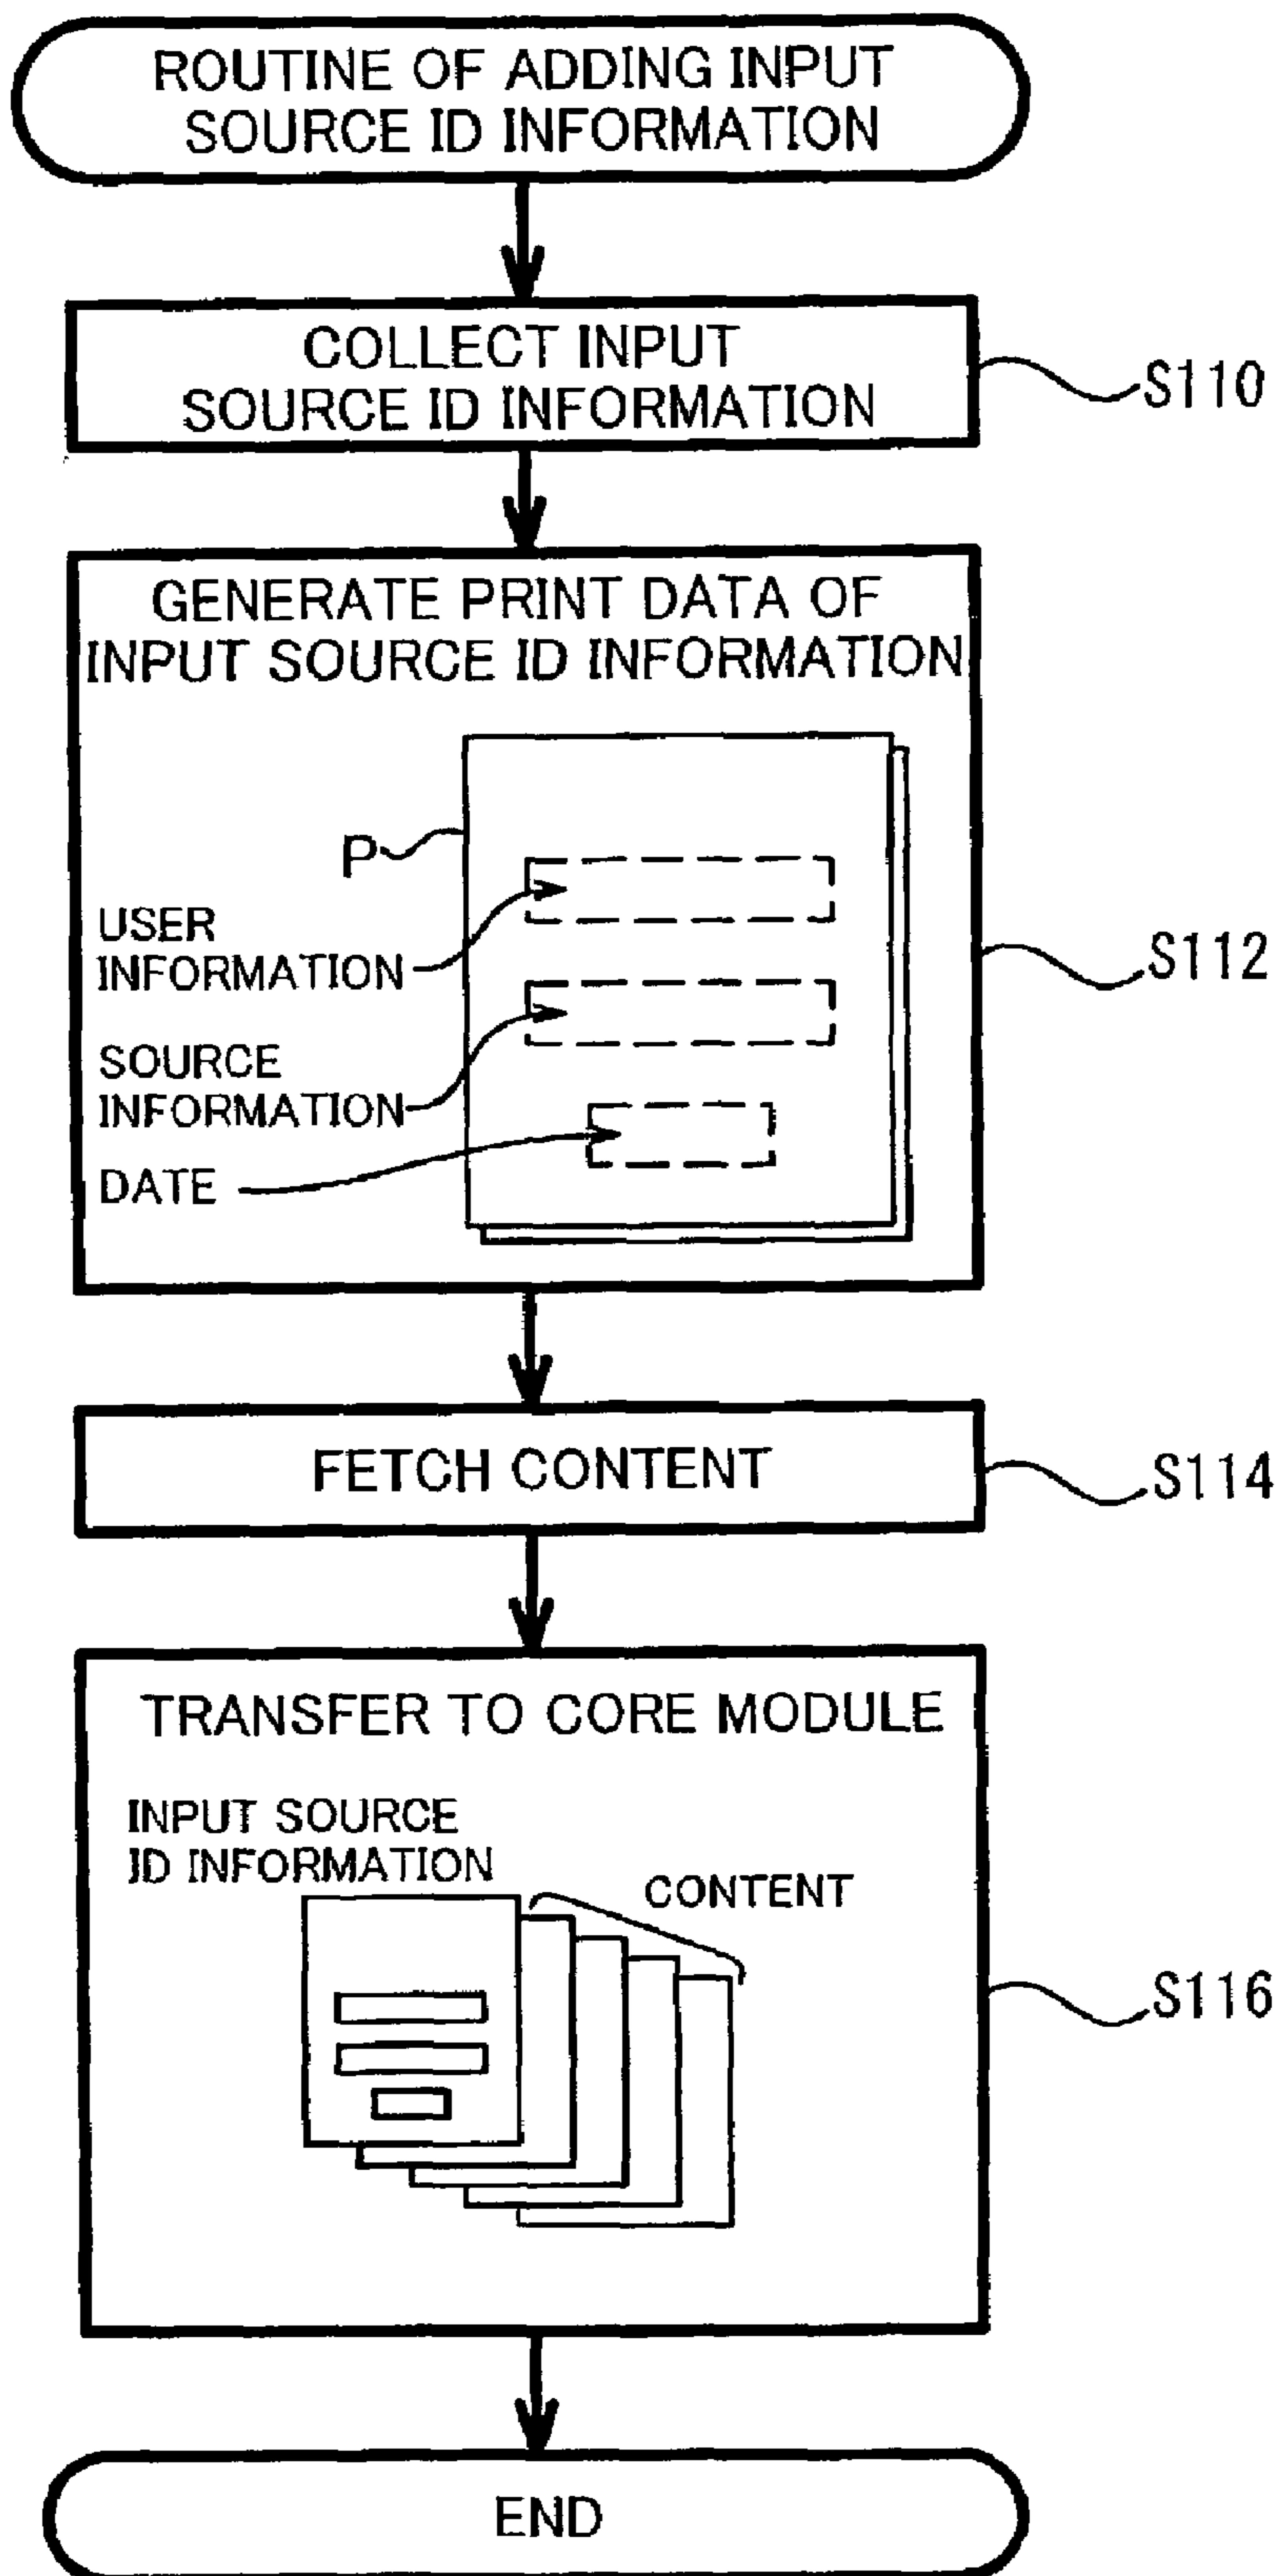 ROUTINE OF ADDING INPUT
SOURCE ID INFORMATION
COLLECT INPUT
SOURCE ID INFORMATION
S110
GENERATE PRINT DATA OF
INPUT SOURCE ID INFORMATION
P
USER
INFORMATION
S112
SOURCE
INFORMATION
DATE
FETCH CONTENT
S114
TRANSFER TO CORE MODULE
INPUT SOURCE
ID INFORMATION
CONTENT
S116
END